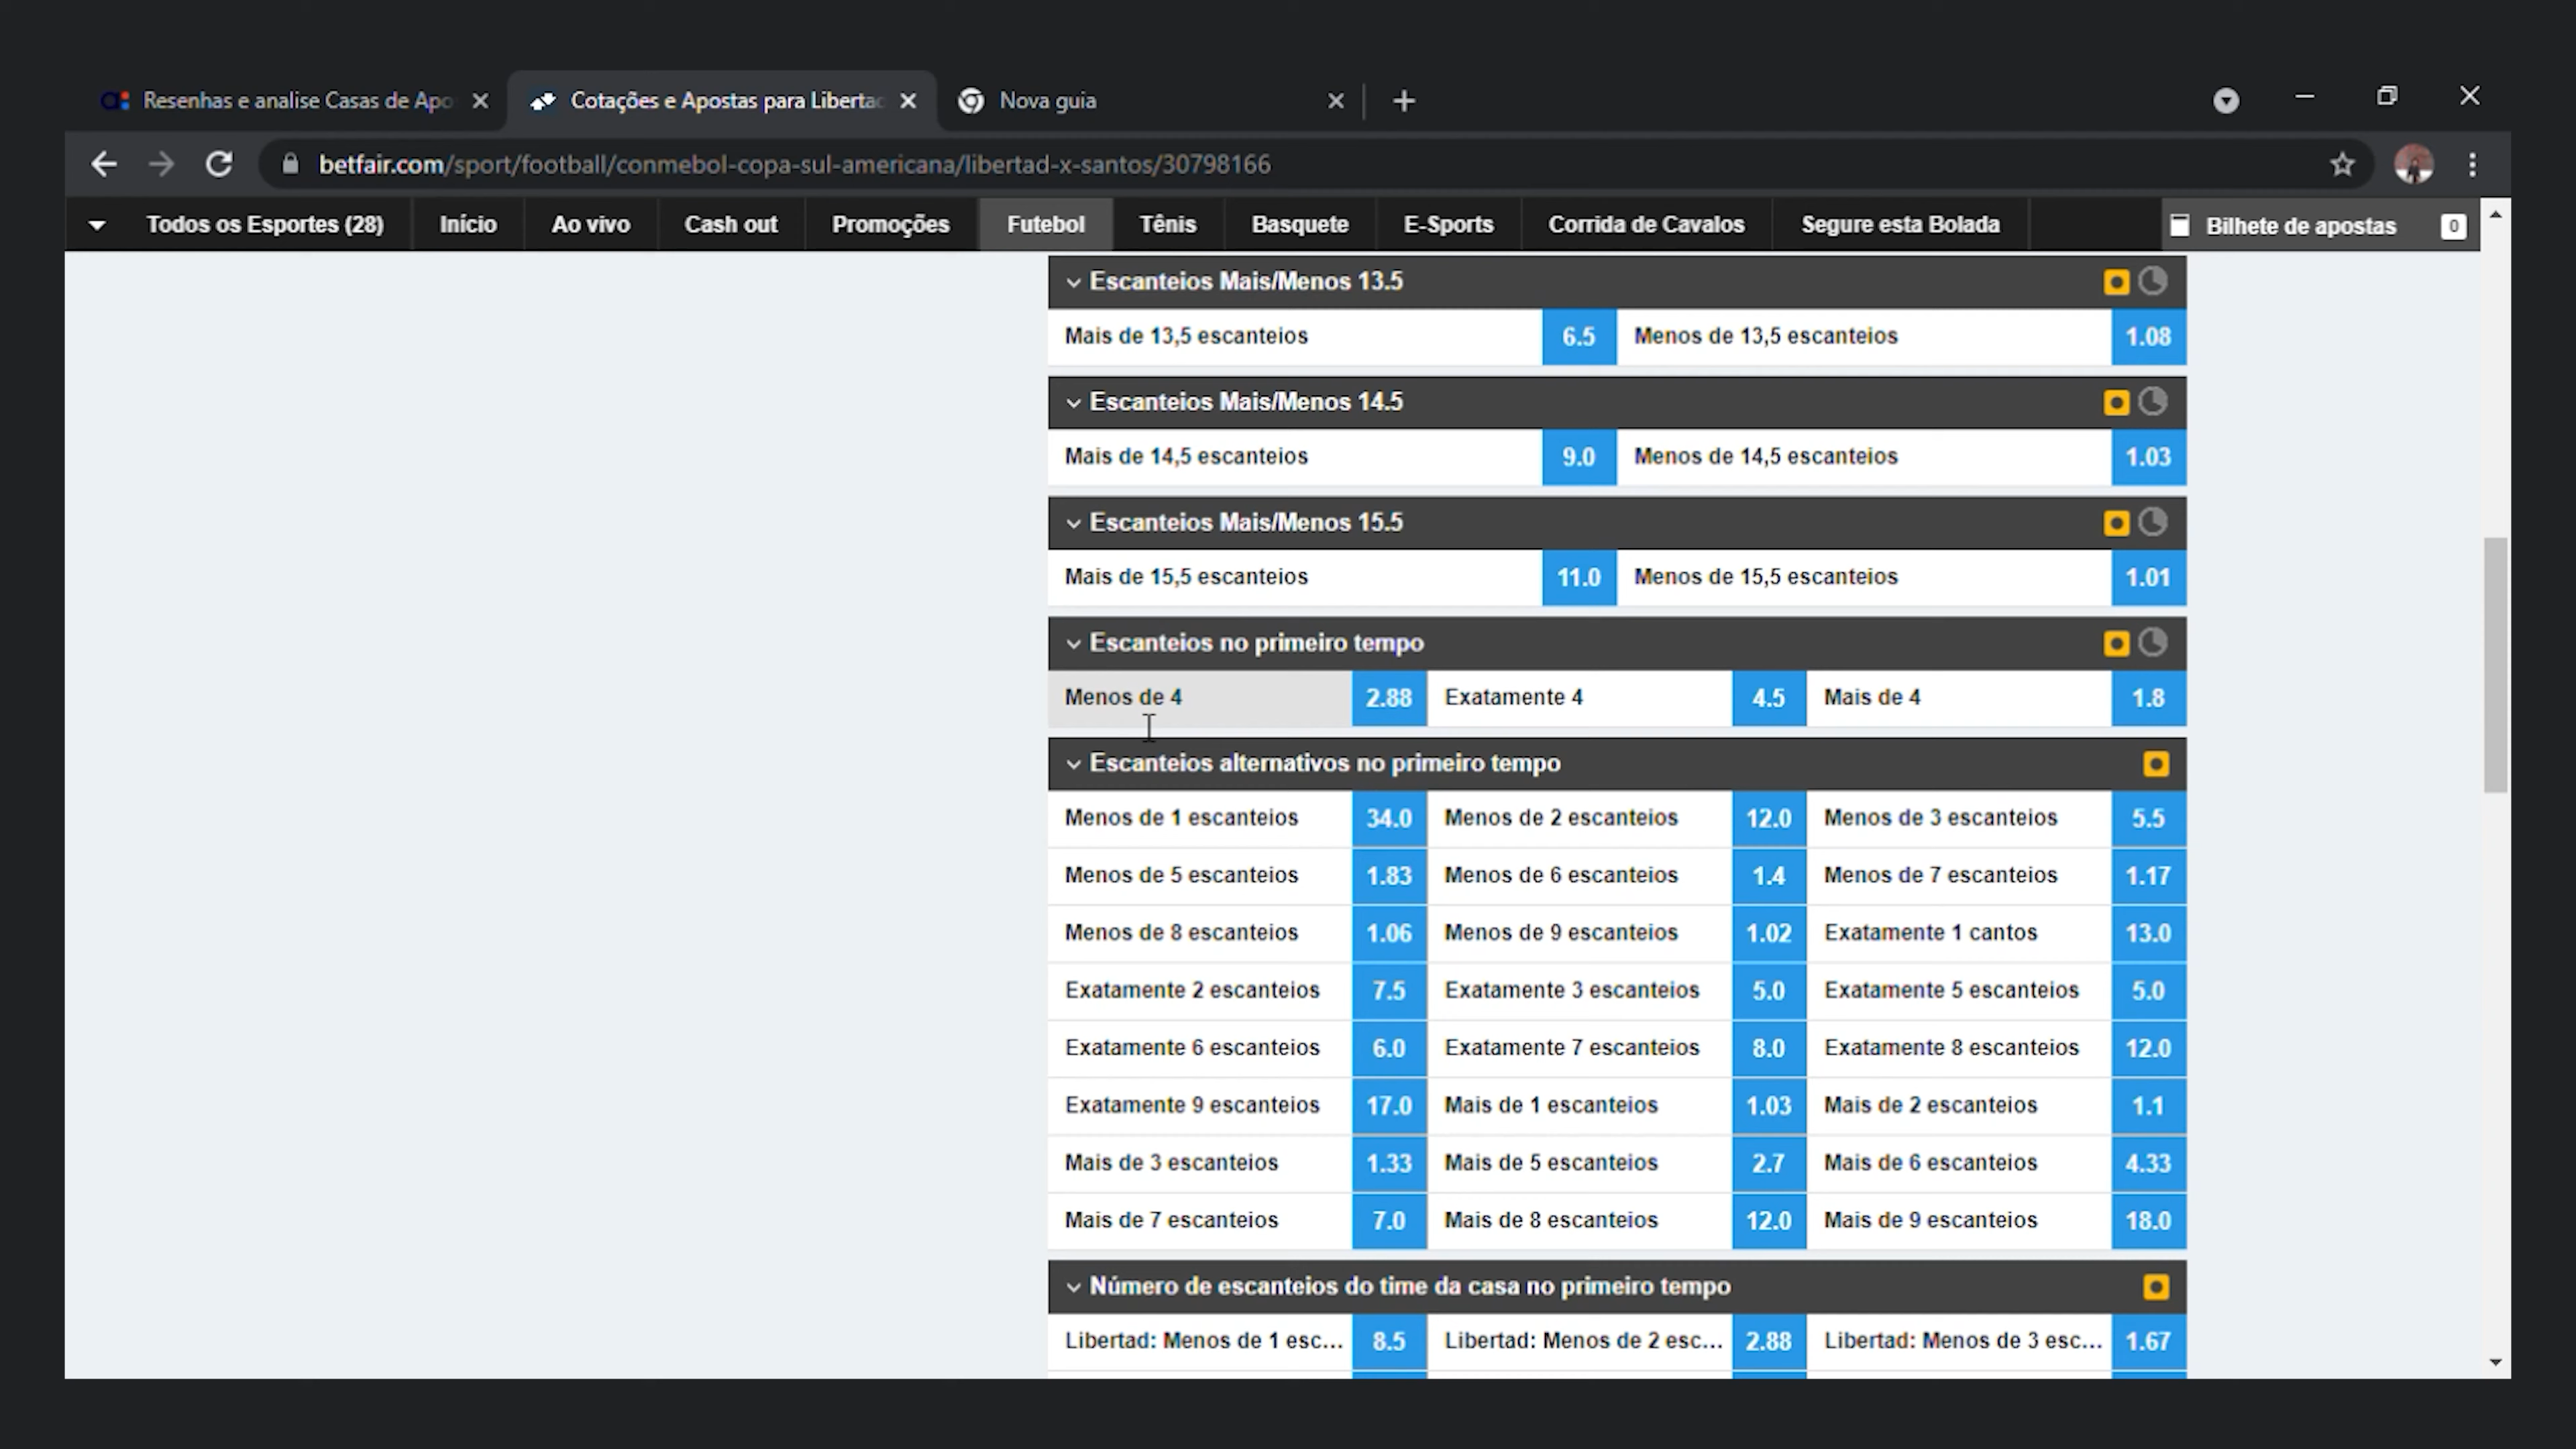 Resenhas e analise Casas de Apo
Cotações e Apostas para Libertac
Nova guia
betfair.com/sport/football/conmebol-copa-sul-americana/libertad-x-santos/30798166
Todos os Esportes (28) Início Ao vivo Cash out Promoções Futebol Tênis Basquete E-Sports Corrida de Cavalos Segure esta Bolada Bilhete de apostas 0
Escanteios Mais/Menos 13.5
Mais de 13,5 escanteios 6.5 Menos de 13,5 escanteios 1.08
Escanteios Mais/Menos 14.5
Mais de 14,5 escanteios 9.0 Menos de 14,5 escanteios 1.03
Escanteios Mais/Menos 15.5
Mais de 15,5 escanteios 11.0 Menos de 15,5 escanteios 1.01
Escanteios no primeiro tempo
Menos de 4 2.88 Exatamente 4 4.5 Mais de 4 1.8
Escanteios alternativos no primeiro tempo
Menos de 1 escanteios 34.0 Menos de 2 escanteios 12.0 Menos de 3 escanteios 5.5
Menos de 5 escanteios 1.83 Menos de 6 escanteios 1.4 Menos de 7 escanteios 1.17
Menos de 8 escanteios 1.06 Menos de 9 escanteios 1.02 Exatamente 1 cantos 13.0
Exatamente 2 escanteios 7.5 Exatamente 3 escanteios 5.0 Exatamente 5 escanteios 5.0
Exatamente 6 escanteios 6.0 Exatamente 7 escanteios 8.0 Exatamente 8 escanteios 12.0
Exatamente 9 escanteios 17.0 Mais de 1 escanteios 1.03 Mais de 2 escanteios 1.1
Mais de 3 escanteios 1.33 Mais de 5 escanteios 2.7 Mais de 6 escanteios 4.33
Mais de 7 escanteios 7.0 Mais de 8 escanteios 12.0 Mais de 9 escanteios 18.0
Número de escanteios do time da casa no primeiro tempo
Libertad: Menos de 1 esc... 8.5 Libertad: Menos de 2 esc... 2.88 Libertad: Menos de 3 esc... 1.67